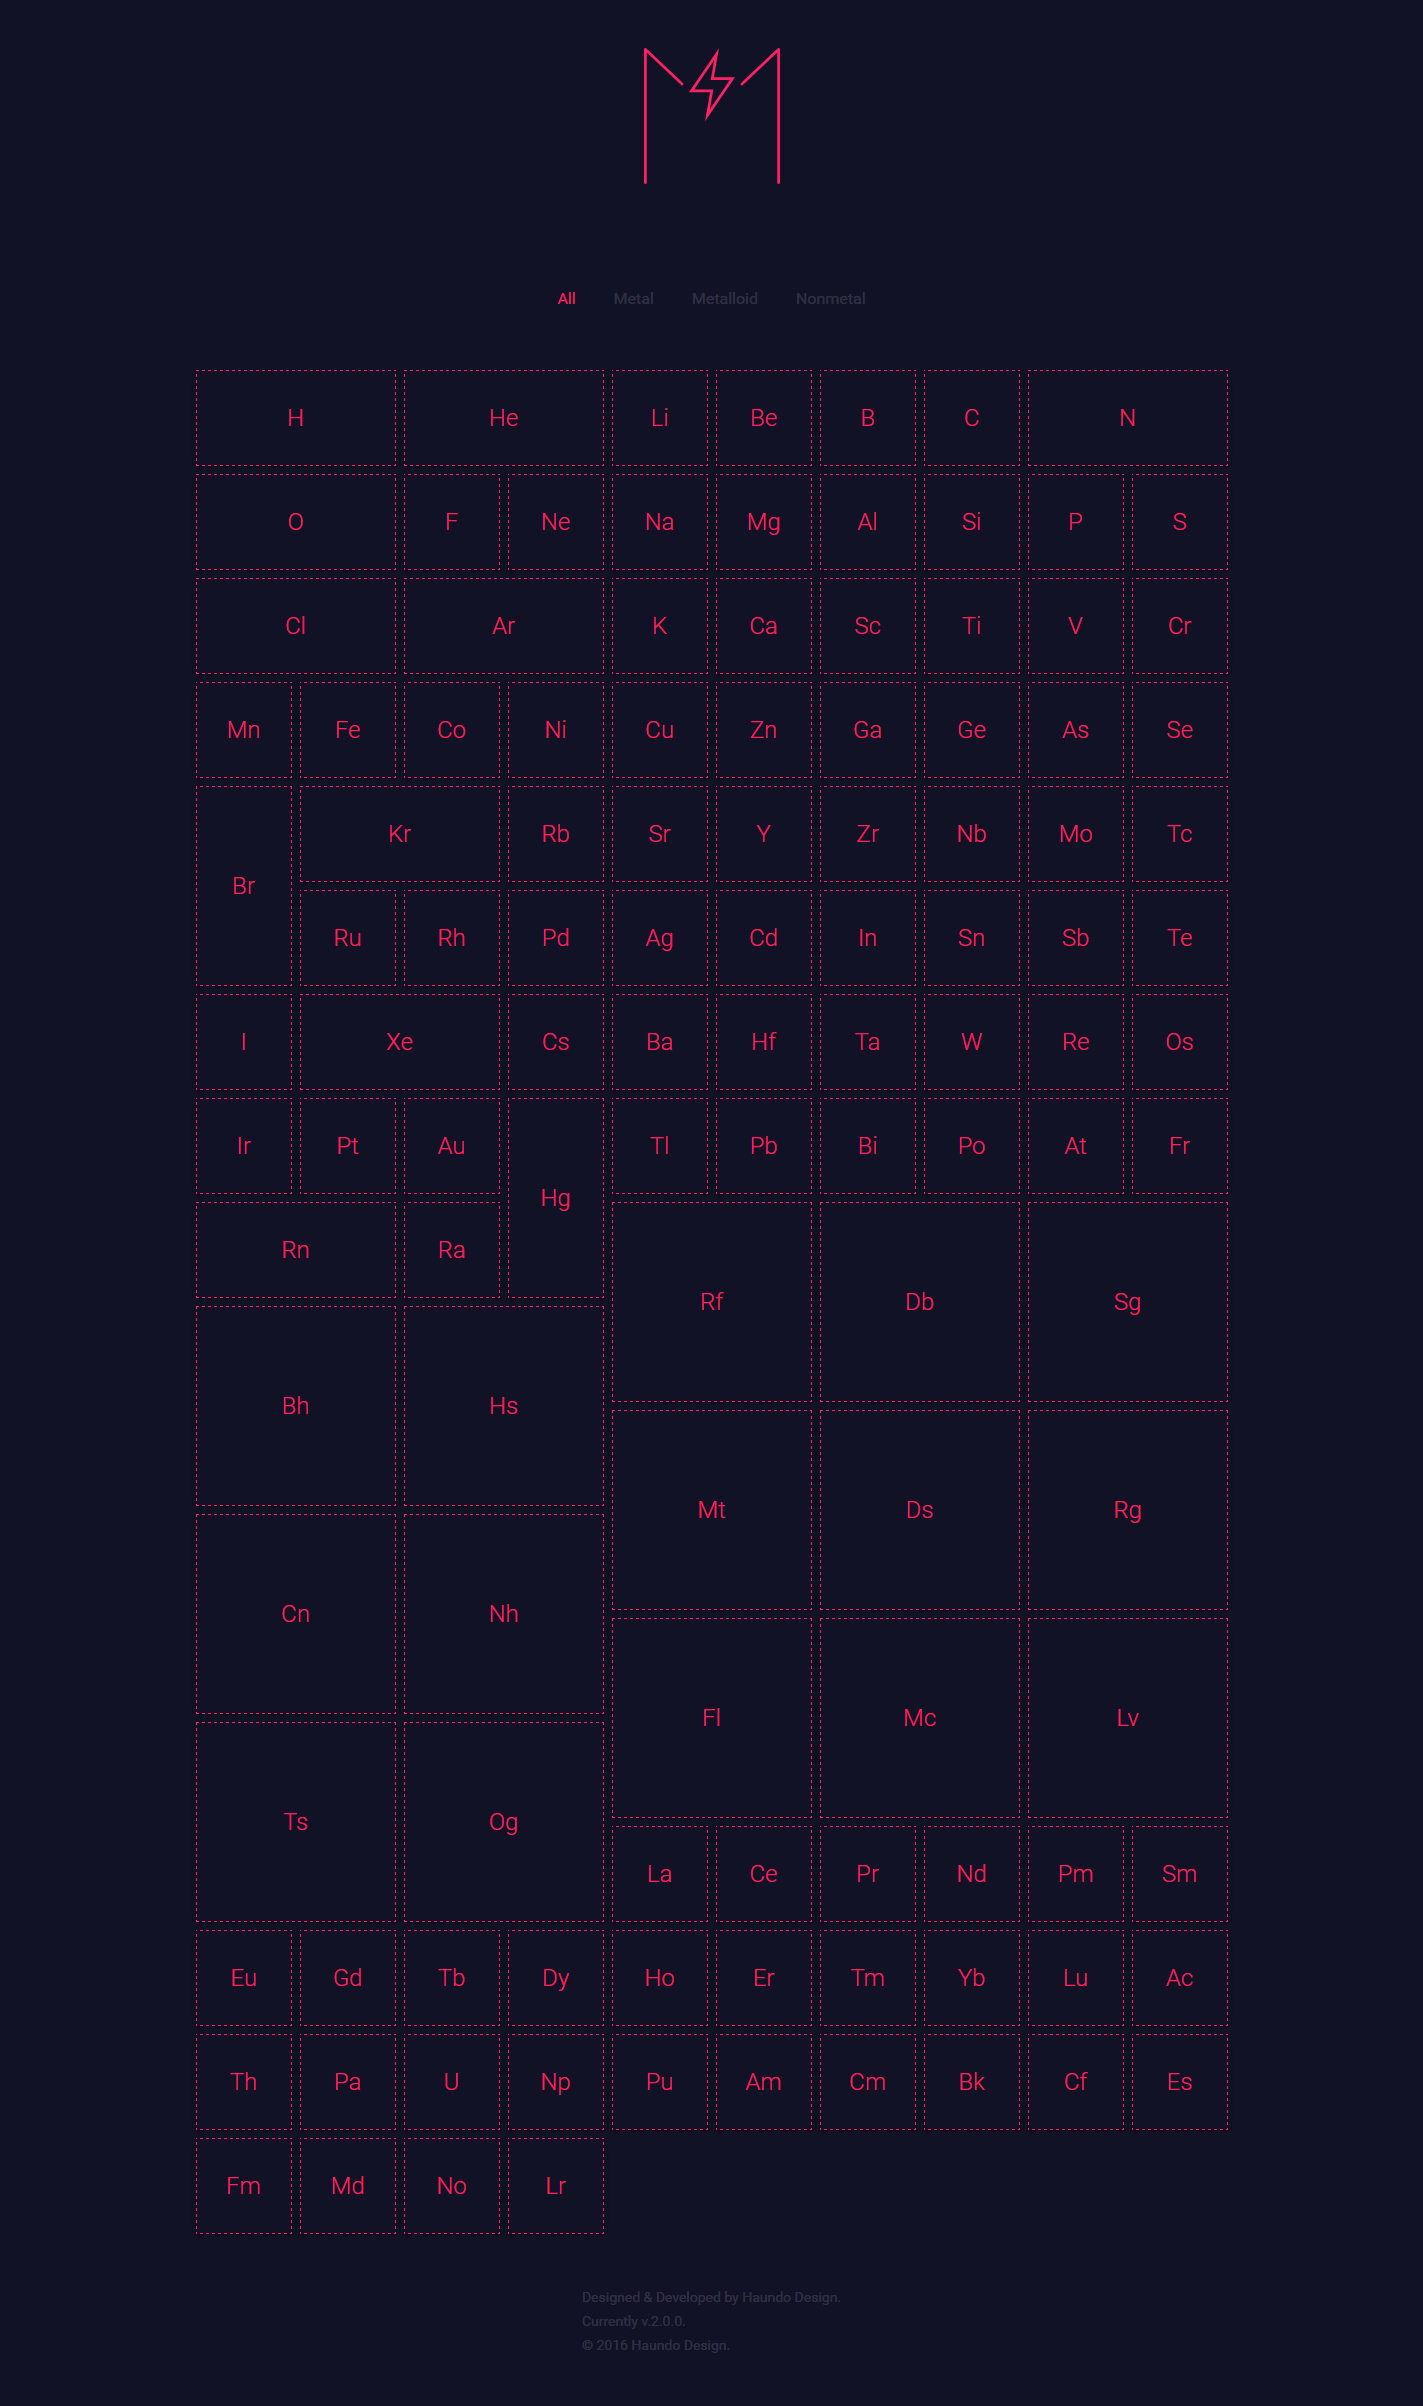 All Metal Metalloid Nonmetal
H He Li Be B C N
O F Ne Na Mg Al Si P S
Cl Ar K Ca Sc Ti V Cr
Mn Fe Co Ni Cu Zn Ga Ge As Se
Kr Rb Sr Y Zr Nb Mo Tc
Br
Ru Rh Pd Ag Cd In Sn Sb Te
I Xe Cs Ba Hf Ta W Re Os
Ir Pt Au Tl Pb Bi Po At Fr
Hg
Rn Ra
Rf Db Sg
Bh Hs
Mt Ds Rg
Cn Nh
Fl Mc Lv
Ts Og
La Ce Pr Nd Pm Sm
Eu Gd Tb Dy Ho Er Tm Yb Lu Ac
Th Pa U Np Pu Am Cm Bk Cf Es
Fm Md No Lr
Designed & Developed by Haundo Design.
Currently v.2.0.0.
© 2016 Haundo Design.